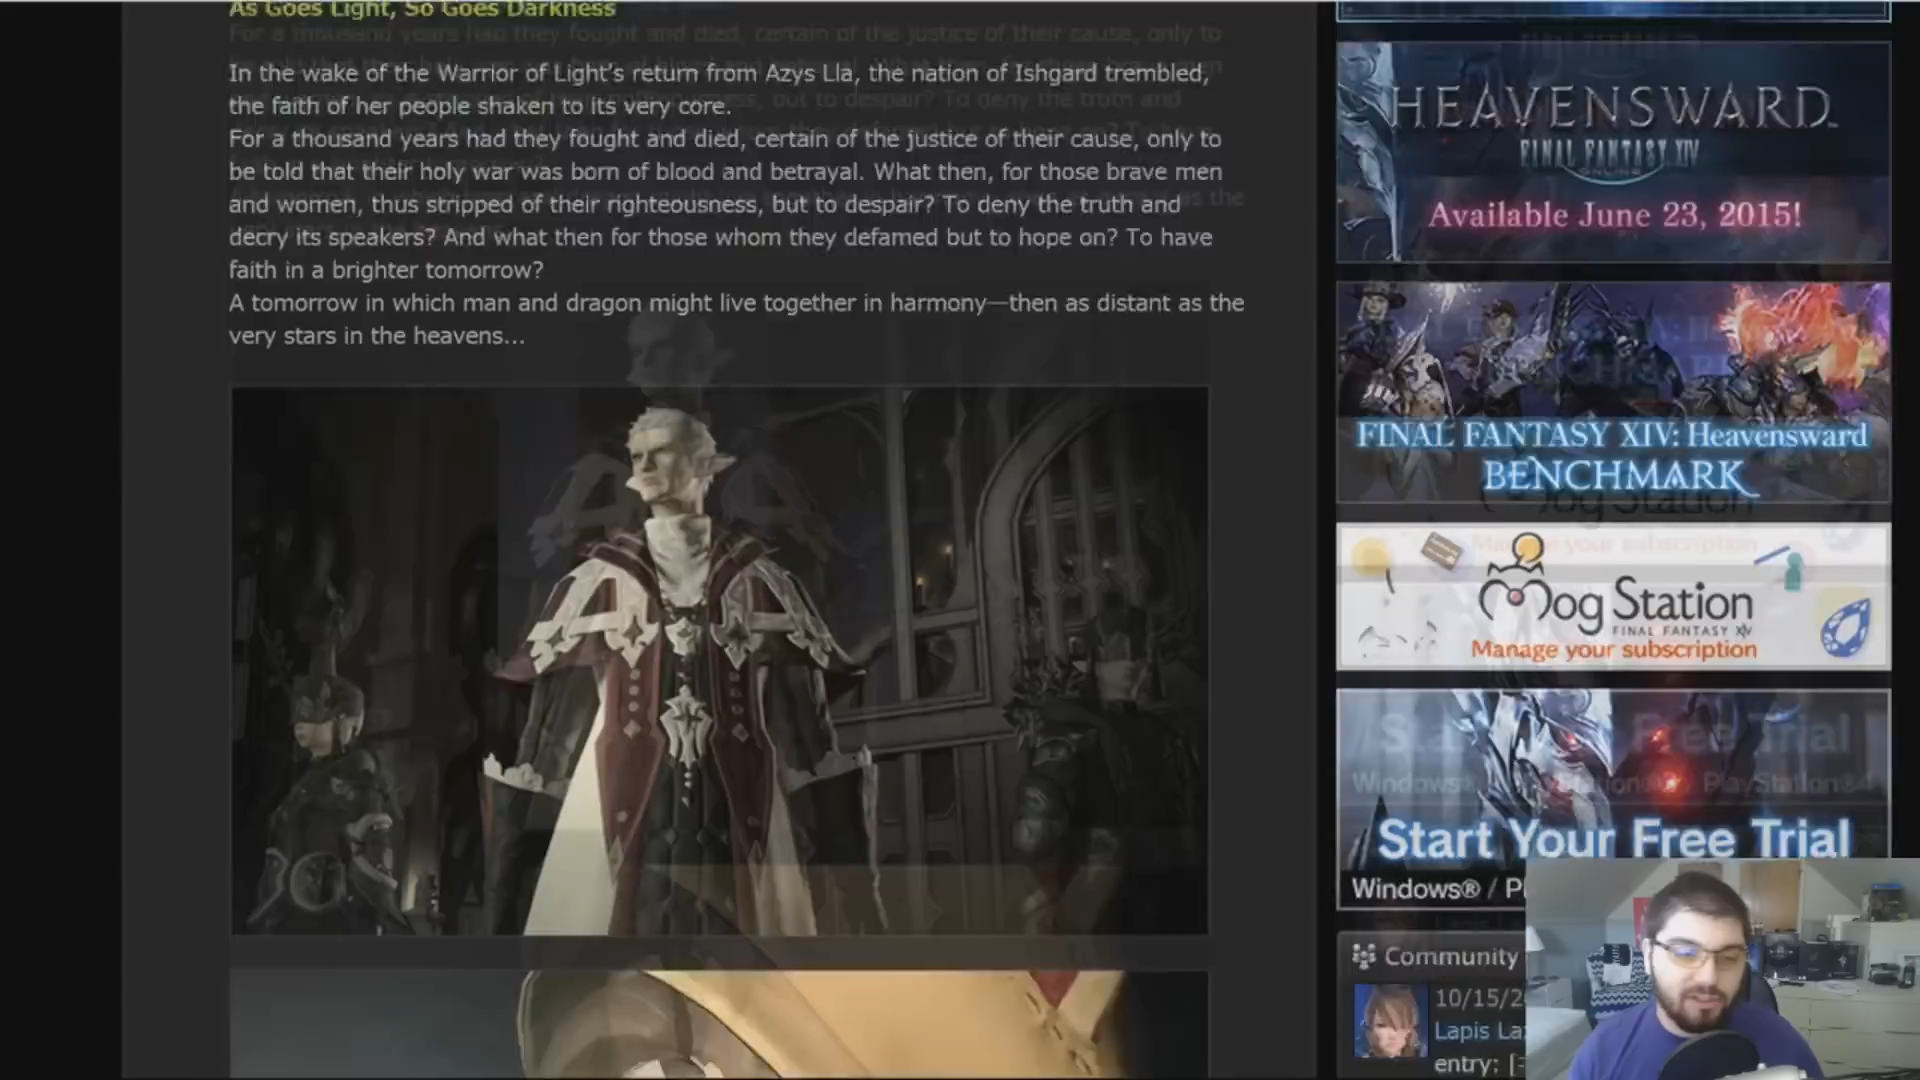 As Goes Light, So Goes Darkness
In the wake of the Warrior of Light's return from Azys Lla, the nation of Ishgard trembled,
the faith of her people shaken to its very core.
For a thousand years had they fought and died, certain of the justice of their cause, only to
be told that their holy war was born of blood and betrayal. What then, for those brave men
and women, thus stripped of their righteousness, but to despair? To deny the truth and
decry its speakers? And what then for those whom they defamed but to hope on? To have
faith in a brighter tomorrow?
A tomorrow in which man and dragon might live together in harmony—then as distant as the
very stars in the heavens...
HEAVENSWARD
FINAL FANTASY XIV
ONLINE
Available June 23, 2015!
FINAL FANTASY XIV: Heavensward
BENCHMARK
Mog Station
FINAL FANTASY XIV
Manage your subscription
Start Your Free Trial
Windows® /
Community
10/15/2
Lapis
entry: [